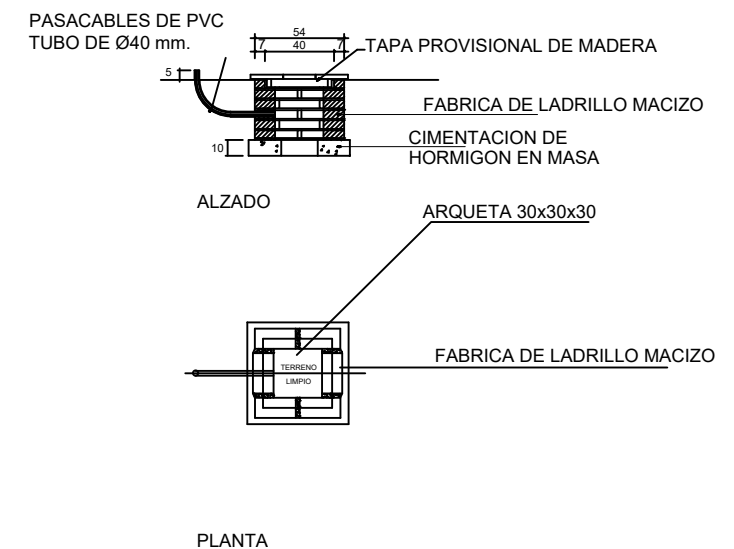 PASACABLES DE PVC
TUBO DE Ø40 mm.
54
7 40 7
5
TAPA PROVISIONAL DE MADERA
FABRICA DE LADRILLO MACIZO
CIMENTACION DE
HORMIGON EN MASA
10
ALZADO
ARQUETA 30x30x30
FABRICA DE LADRILLO MACIZO
TERRENO
LIMPIO
PLANTA